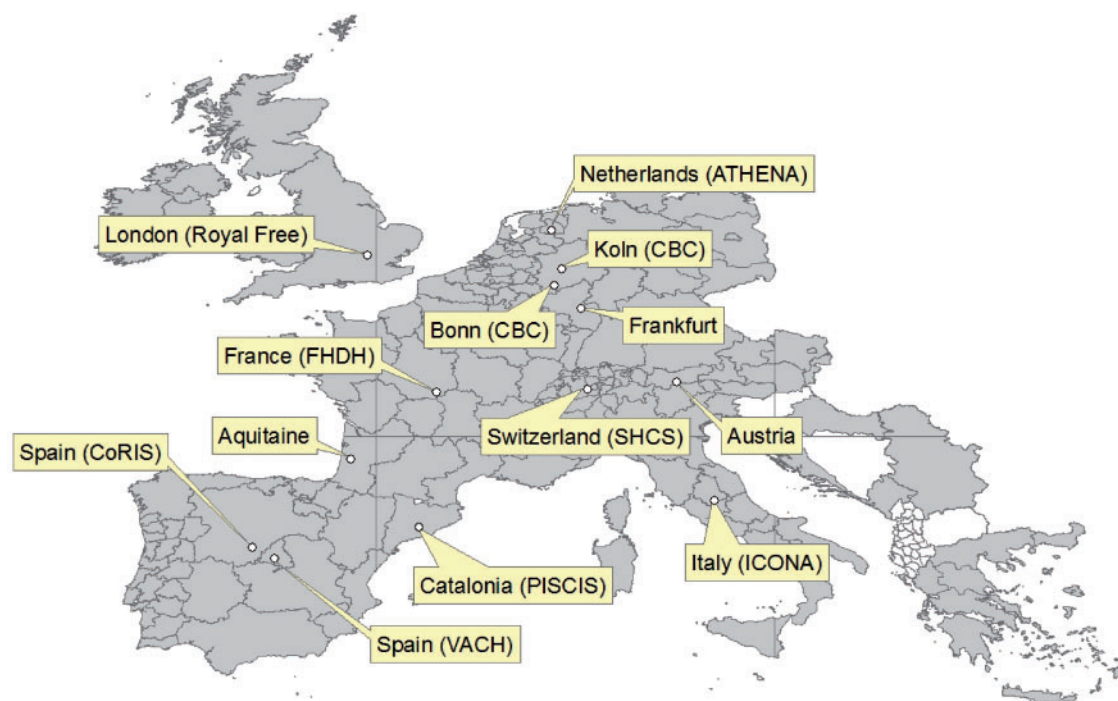 Netherlands (ATHENA)
London (Royal Free)
Koln (CBC)
Bonn (CBC)
Frankfurt
France (FHDH)
Aquitaine
Switzerland (SHCS)
Austria
Spain (CoRIS)
Italy (ICONA)
Catalonia (PISCIS)
Spain (VACH)